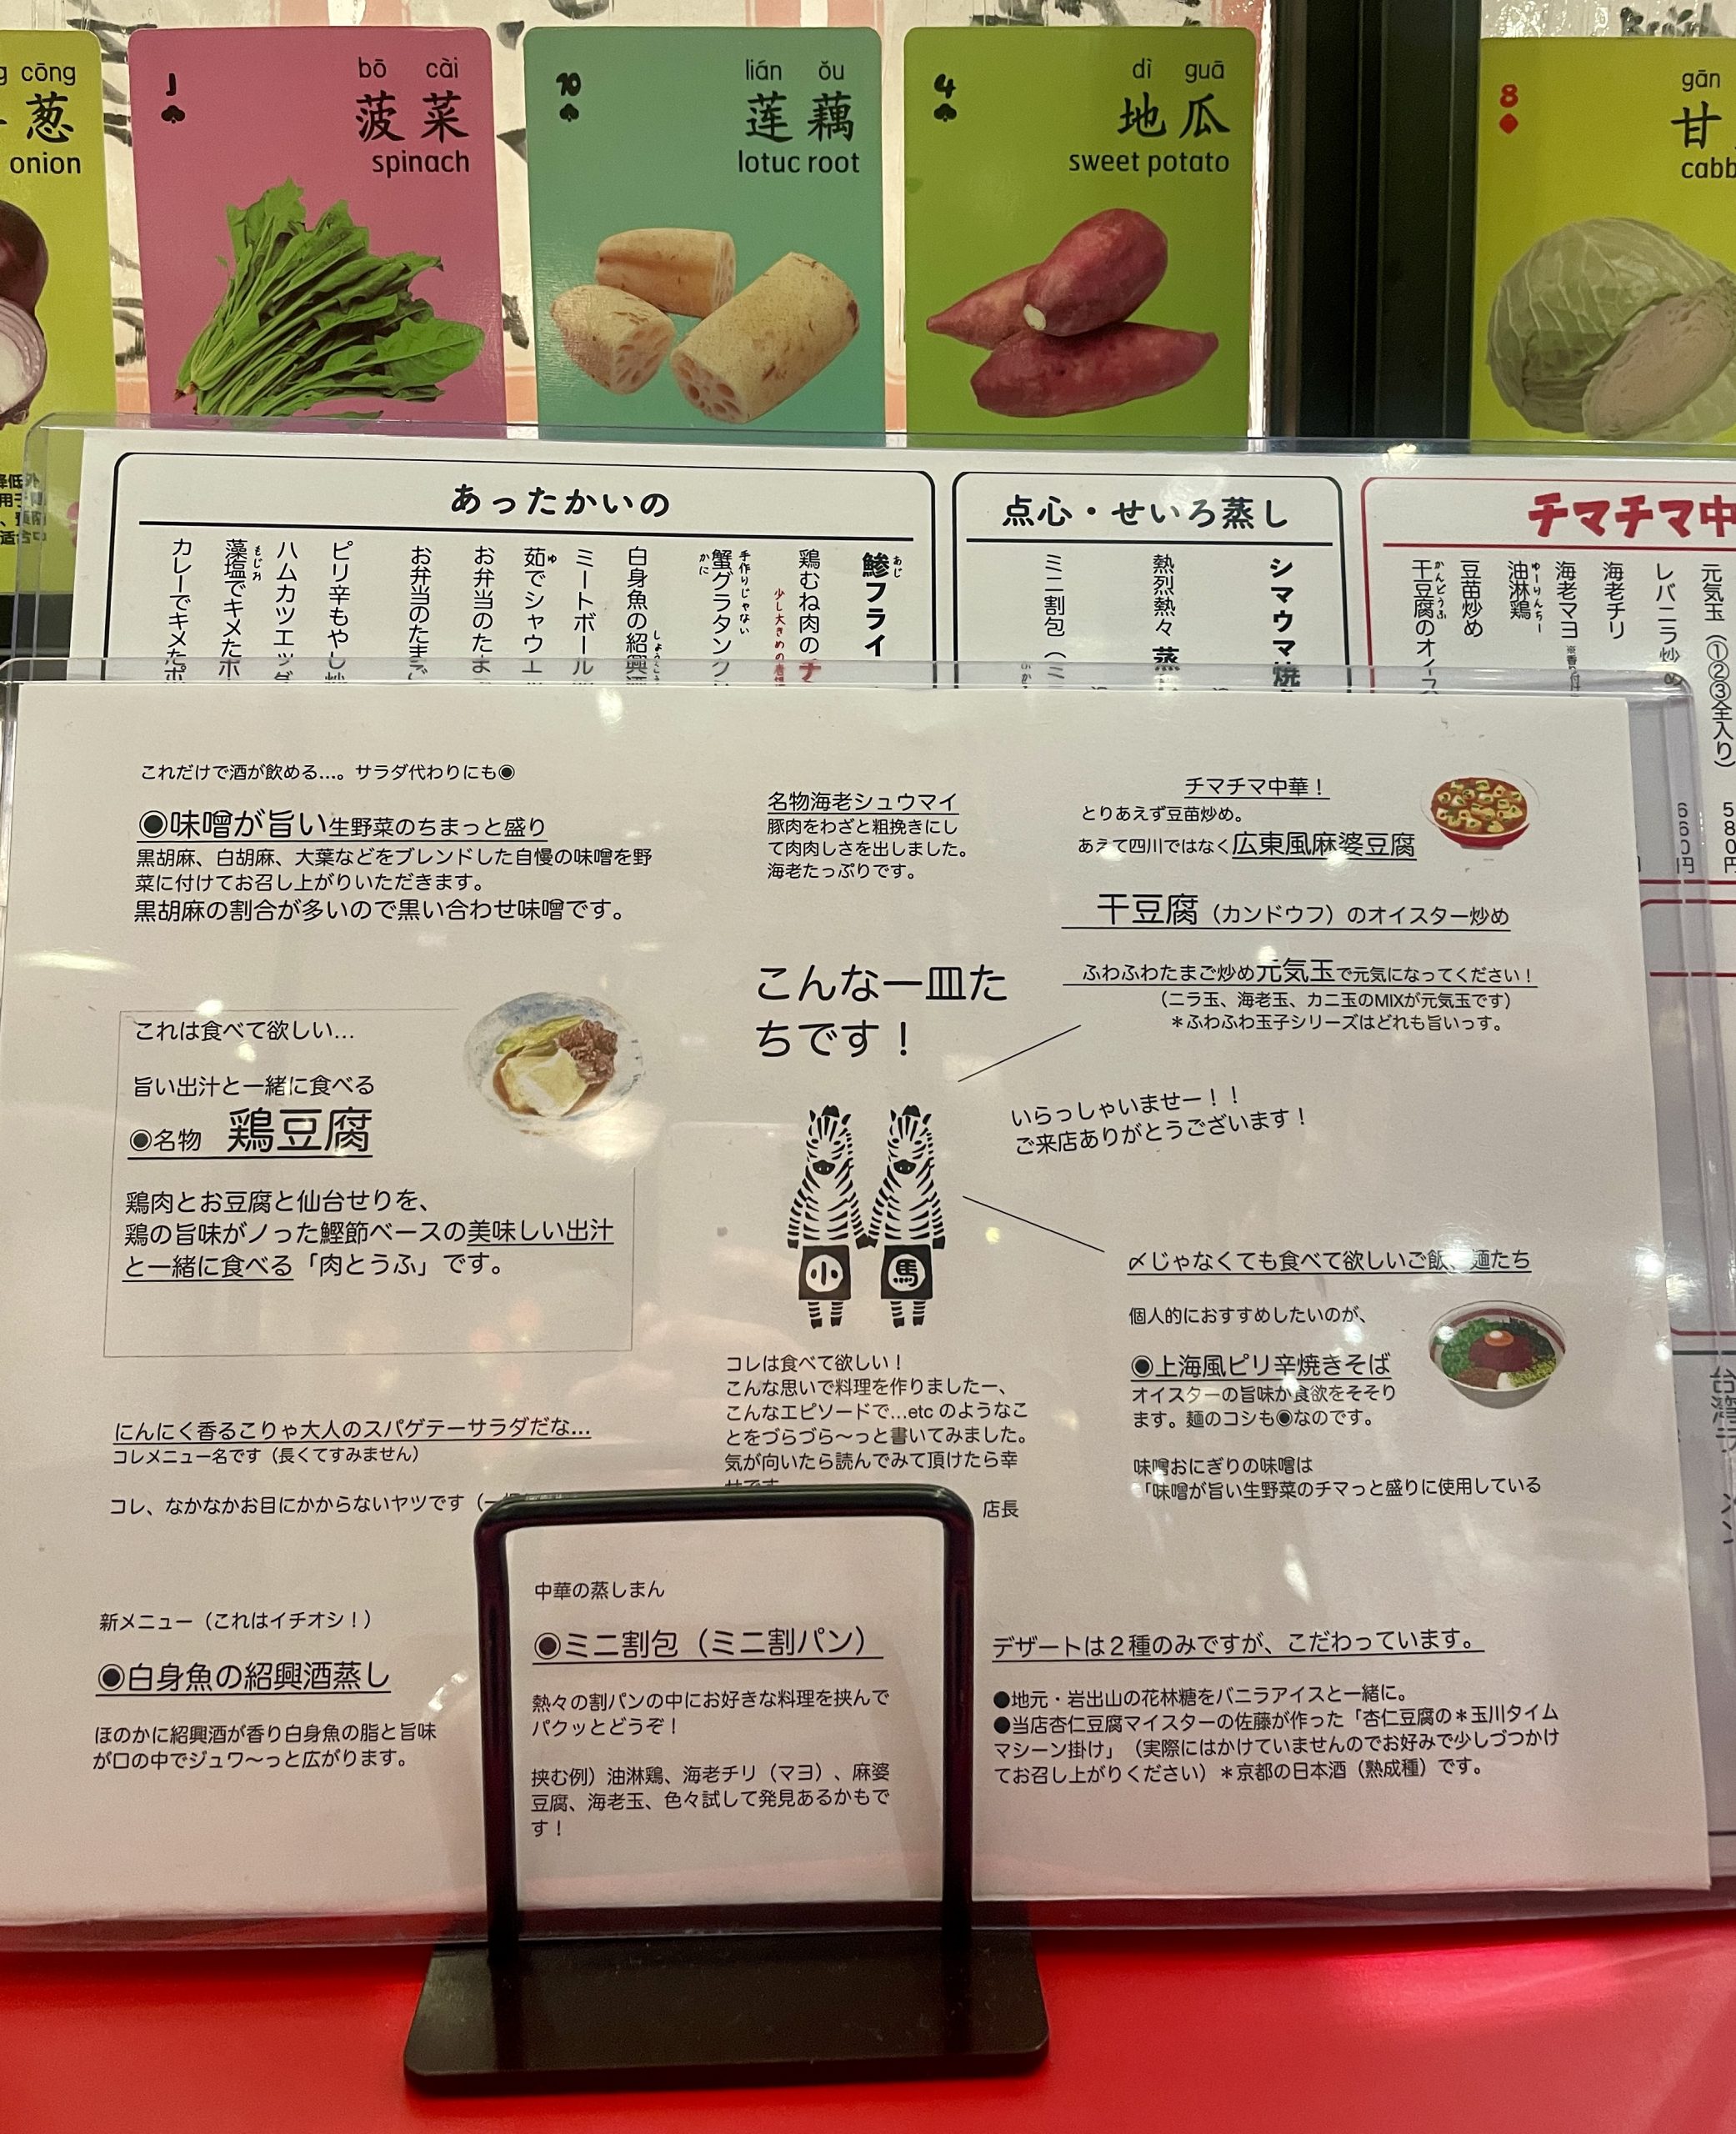 cōng
葱
onion
J
bō cài
菠菜
spinach
10
lián ǒu
莲藕
lotuc root
4
dì guā
地瓜
sweet potato
8
gān
甘
cabb
あったかいの
鯵フライ
あじ
鶏むね肉のチ
少し大きめの
手作りじゃない
蟹グラタン
かに
白身魚の紹興酒
ミートボール
茹でシャウエ
ゆ
お弁当のたま
お弁当のたまご
ピリ辛もやし炒
ハムカツエッグ
藻塩でキメたポ
もじお
カレーでキメたポ
点心・せいろ蒸し
シマウマ焼
熱烈熱々 蒸
ミニ割包（ミニ
チマチマ中
元気玉（①②③全入り）
レバニラ炒め
海老チリ
海老マヨ
油淋鶏
ゆーりんちー
豆苗炒め
干豆腐のオイス
かんどうふ
580円
660円
これだけで酒が飲める…。サラダ代わりにも◉
◉味噌が旨い生野菜のちまっと盛り
黒胡麻、白胡麻、大葉などをブレンドした自慢の味噌を野
菜に付けてお召し上がりいただきます。
黒胡麻の割合が多いので黒い合わせ味噌です。
名物海老シュウマイ
豚肉をわざと粗挽きにし
て肉肉しさを出しました。
海老たっぷりです。
チマチマ中華！
とりあえず豆苗炒め。
あえて四川ではなく広東風麻婆豆腐
干豆腐（カンドウフ）のオイスター炒め
ふわふわたまご炒め元気玉で元気になってください！
（ニラ玉、海老玉、カニ玉のMIXが元気玉です）
＊ふわふわ玉子シリーズはどれも旨いっす。
これは食べて欲しい…
旨い出汁と一緒に食べる
◉名物 鶏豆腐
鶏肉とお豆腐と仙台せりを、
鶏の旨味がノった鰹節ベースの美味しい出汁
と一緒に食べる「肉とうふ」です。
こんな一皿た
ちです！
いらっしゃいませー！！
ご来店ありがとうございます！
小
馬
コレは食べて欲しい！
こんな思いで料理を作りましたー、
こんなエピソードで…etc のようなこ
とをづらづら〜っと書いてみました。
気が向いたら読んでみて頂けたら幸
せです
店長
〆じゃなくても食べて欲しいご飯、麺たち
個人的におすすめしたいのが、
◉上海風ピリ辛焼きそば
オイスターの旨味が食欲をそそり
ます。麺のコシも◉なのです。
味噌おにぎりの味噌は
「味噌が旨い生野菜のチマっと盛りに使用している
にんにく香るこりゃ大人のスパゲテーサラダだな…
コレメニュー名です（長くてすみません）
コレ、なかなかお目にかからないヤツです（一
新メニュー（これはイチオシ！）
◉白身魚の紹興酒蒸し
ほのかに紹興酒が香り白身魚の脂と旨味
が口の中でジュワ〜っと広がります。
中華の蒸しまん
◉ミニ割包（ミニ割パン）
熱々の割パンの中にお好きな料理を挟んで
パクッとどうぞ！
挟む例）油淋鶏、海老チリ（マヨ）、麻婆
豆腐、海老玉、色々試して発見あるかもで
す！
デザートは２種のみですが、こだわっています。
●地元・岩出山の花林糖をバニラアイスと一緒に。
●当店杏仁豆腐マイスターの佐藤が作った「杏仁豆腐の＊玉川タイム
マシーン掛け」（実際にはかけていませんのでお好みで少しづつかけ
てお召し上がりください）＊京都の日本酒（熟成種）です。